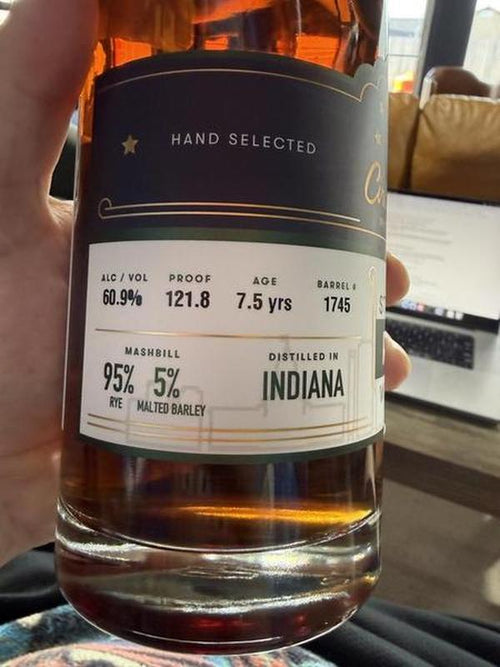 HAND SELECTED
ALC / VOL PROOF AGE BARREL #
60.9% 121.8 7.5 yrs 1745
MASHBILL DISTILLED IN
95% 5% INDIANA
RYE MALTED BARLEY